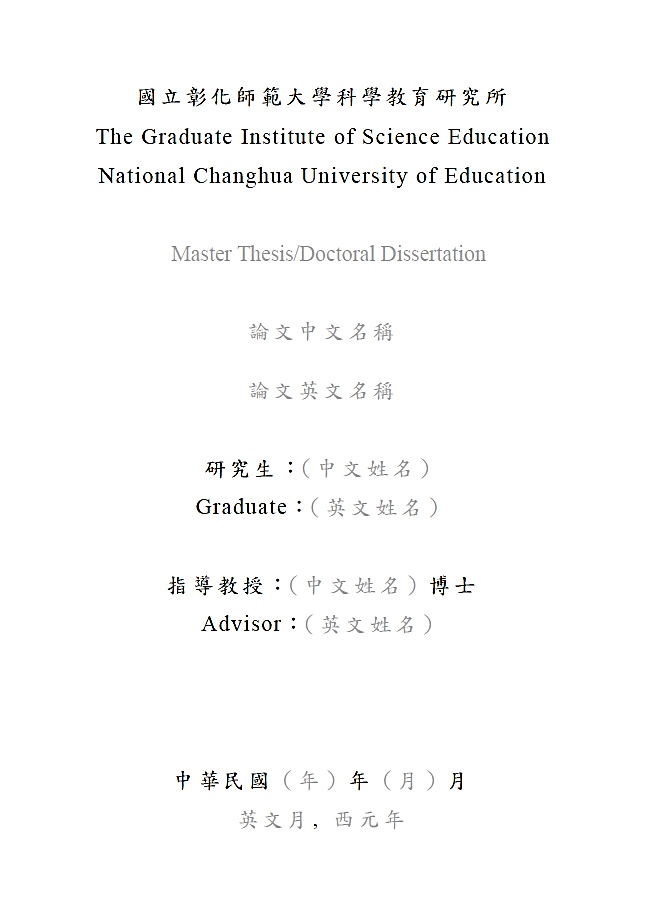 國立彰化師範大學科學教育研究所
The Graduate Institute of Science Education
National Changhua University of Education
Master Thesis/Doctoral Dissertation
論文中文名稱
論文英文名稱
研究生：（中文姓名）
Graduate：（英文姓名）
指導教授：（中文姓名）博士
Advisor：（英文姓名）
中華民國（年）年（月）月
英文月, 西元年